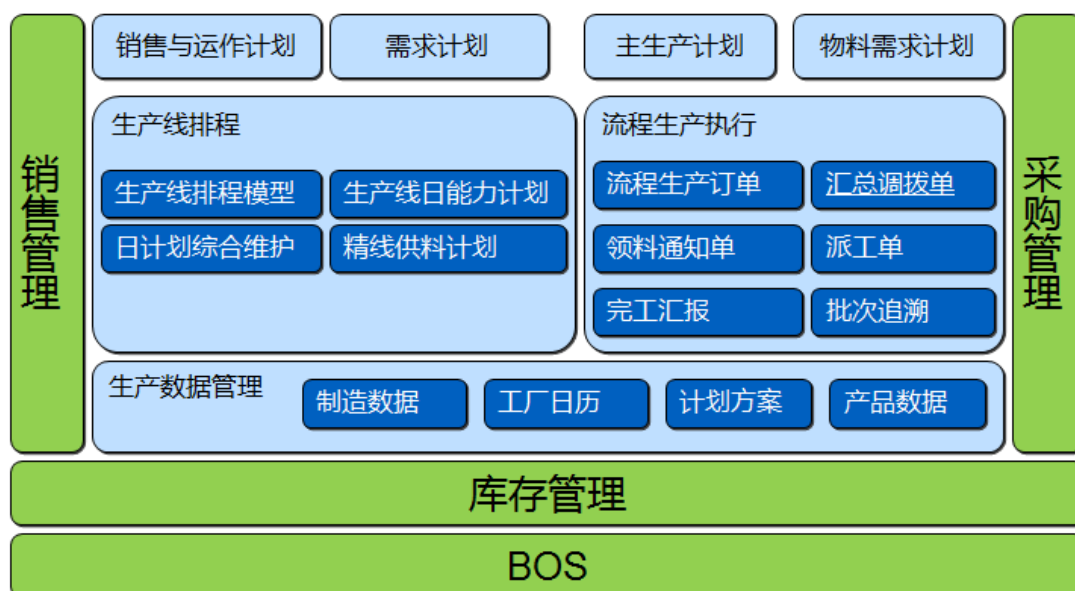 销售与运作计划
需求计划
主生产计划
物料需求计划
销售管理
生产线排程
生产线排程模型
生产线日能力计划
日计划综合维护
精线供料计划
流程生产执行
流程生产订单
汇总调拨单
领料通知单
派工单
完工汇报
批次追溯
采购管理
生产数据管理
制造数据
工厂日历
计划方案
产品数据
库存管理
BOS